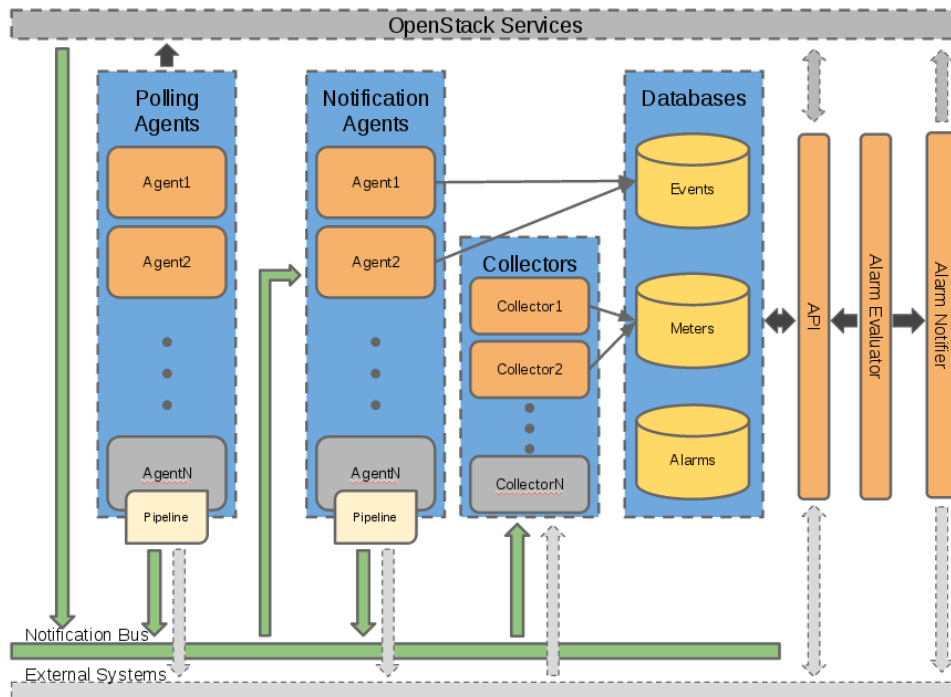 OpenStack Services
Polling
Agents
Agent1
Agent2
AgentN
Pipeline
Notification
Agents
Agent1
Agent2
AgentN
Pipeline
Collectors
Collector1
Collector2
CollectorN
Databases
Events
Meters
Alarms
API
Alarm Evaluator
Alarm Notifier
Notification Bus
External Systems